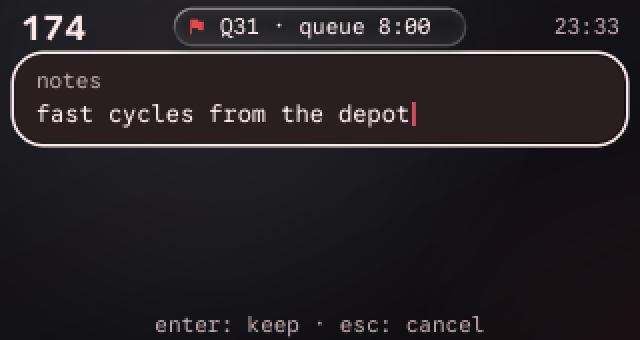 174
Q31 · queue 8:00
23:33
notes
fast cycles from the depot
enter: keep · esc: cancel